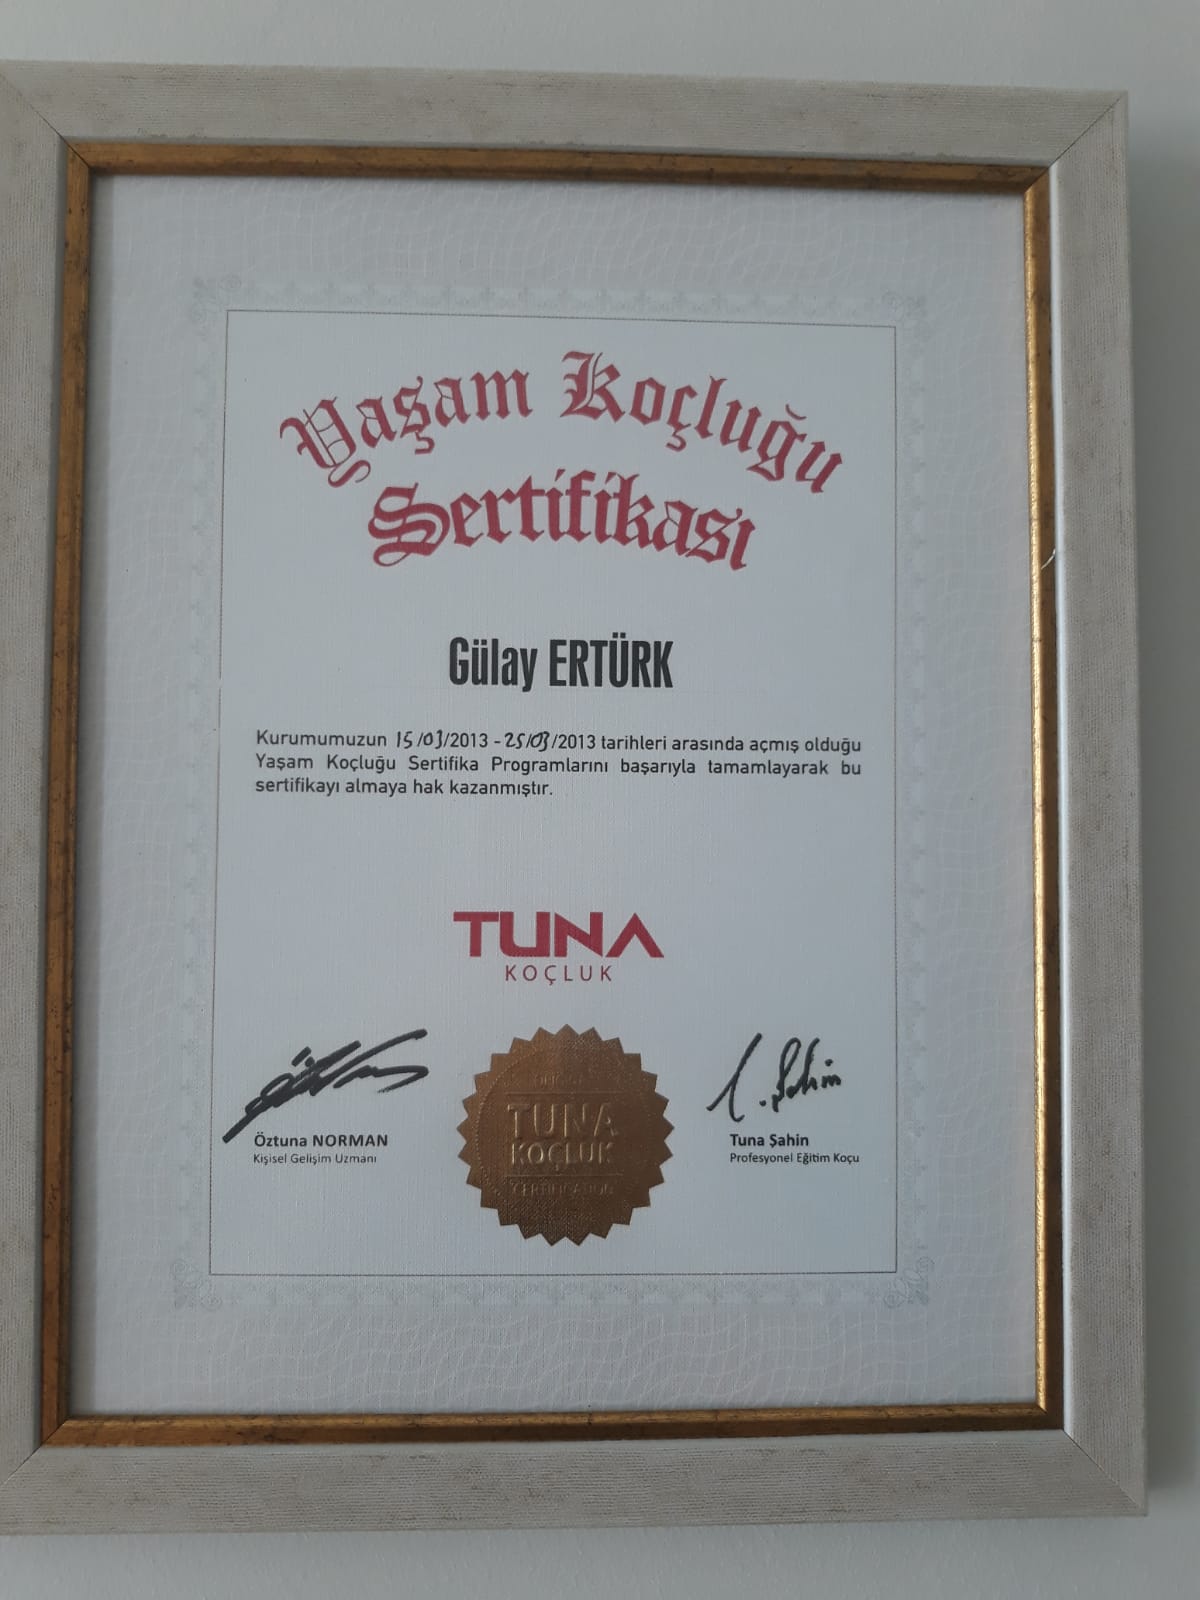 Yaşam Koçluğu
Sertifikası
Gülay ERTÜRK
Kurumumuzun 15/03/2013 - 25/03/2013 tarihleri arasında açmış olduğu
Yaşam Koçluğu Sertifika Programlarını başarıyla tamamlayarak bu
sertifikayı almaya hak kazanmıştır.
TUNA
KOÇLUK
T. Şahin
Öztuna NORMAN
Kişisel Gelişim Uzmanı
TUNA
KOÇLUK
CERTIFICATION
Tuna Şahin
Profesyonel Eğitim Koçu